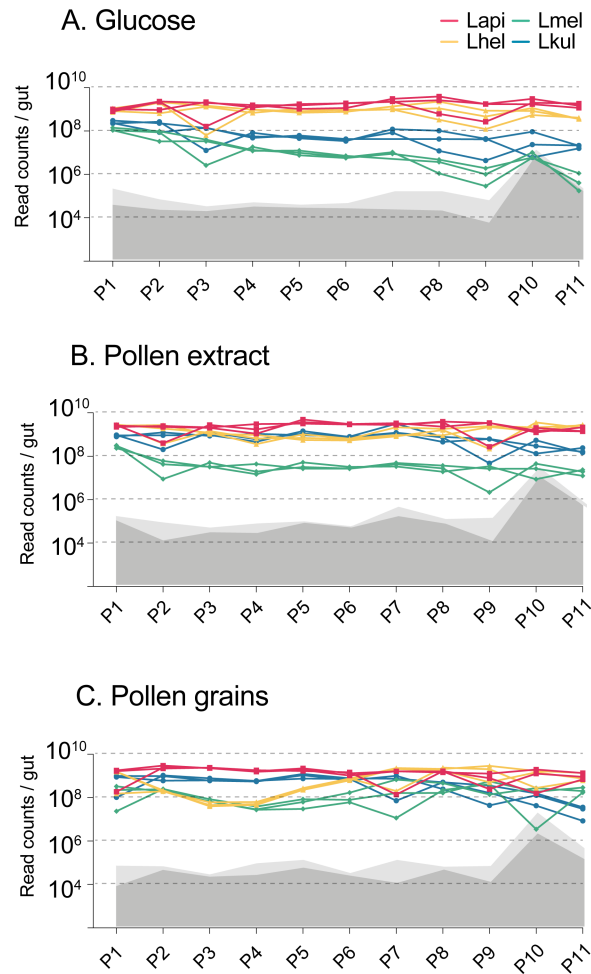 A. Glucose
Lapi Lmel
Lhel Lkul
Read counts / gut
10^10
10^8
10^6
10^4
P1 P2 P3 P4 P5 P6 P7 P8 P9 P10 P11
B. Pollen extract
Read counts / gut
10^10
10^8
10^6
10^4
P1 P2 P3 P4 P5 P6 P7 P8 P9 P10 P11
C. Pollen grains
Read counts / gut
10^10
10^8
10^6
10^4
P1 P2 P3 P4 P5 P6 P7 P8 P9 P10 P11